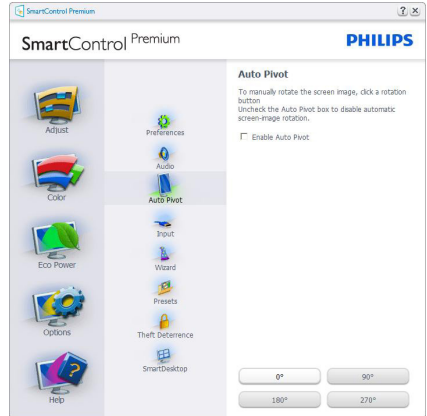 SmartControl Premium
SmartControl Premium
PHILIPS
Adjust
Color
Eco Power
Options
Help
Preferences
Audio
Auto Pivot
Input
Wizard
Presets
Theft Deterrence
SmartDesktop
Auto Pivot
To manually rotate the screen image, click a rotation
button
Uncheck the Auto Pivot box to disable automatic
screen-image rotation.
Enable Auto Pivot
0°
90°
180°
270°